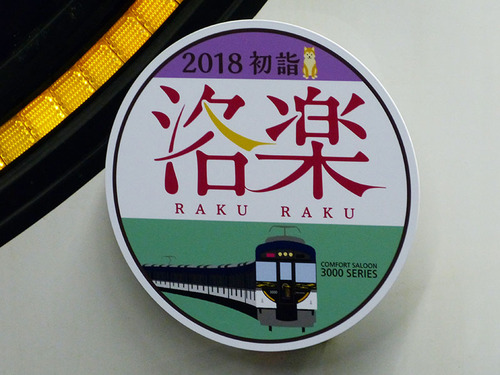 2018 初詣
洛楽
RAKU RAKU
COMFORT SALOON
3000 SERIES